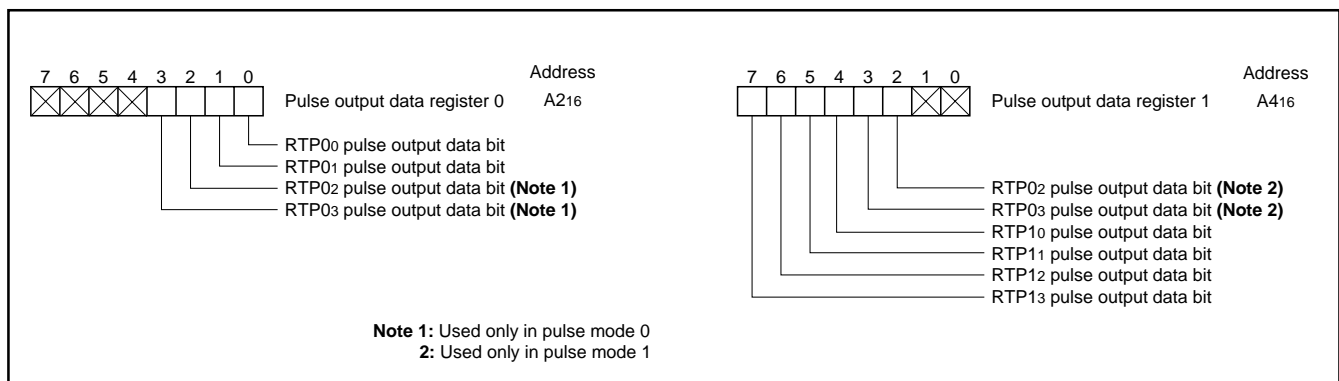 7 6 5 4 3 2 1 0 Address
Pulse output data register 0 A216
RTP00 pulse output data bit
RTP01 pulse output data bit
RTP02 pulse output data bit (Note 1)
RTP03 pulse output data bit (Note 1)
7 6 5 4 3 2 1 0 Address
Pulse output data register 1 A416
RTP02 pulse output data bit (Note 2)
RTP03 pulse output data bit (Note 2)
RTP10 pulse output data bit
RTP11 pulse output data bit
RTP12 pulse output data bit
RTP13 pulse output data bit
Note 1: Used only in pulse mode 0
2: Used only in pulse mode 1